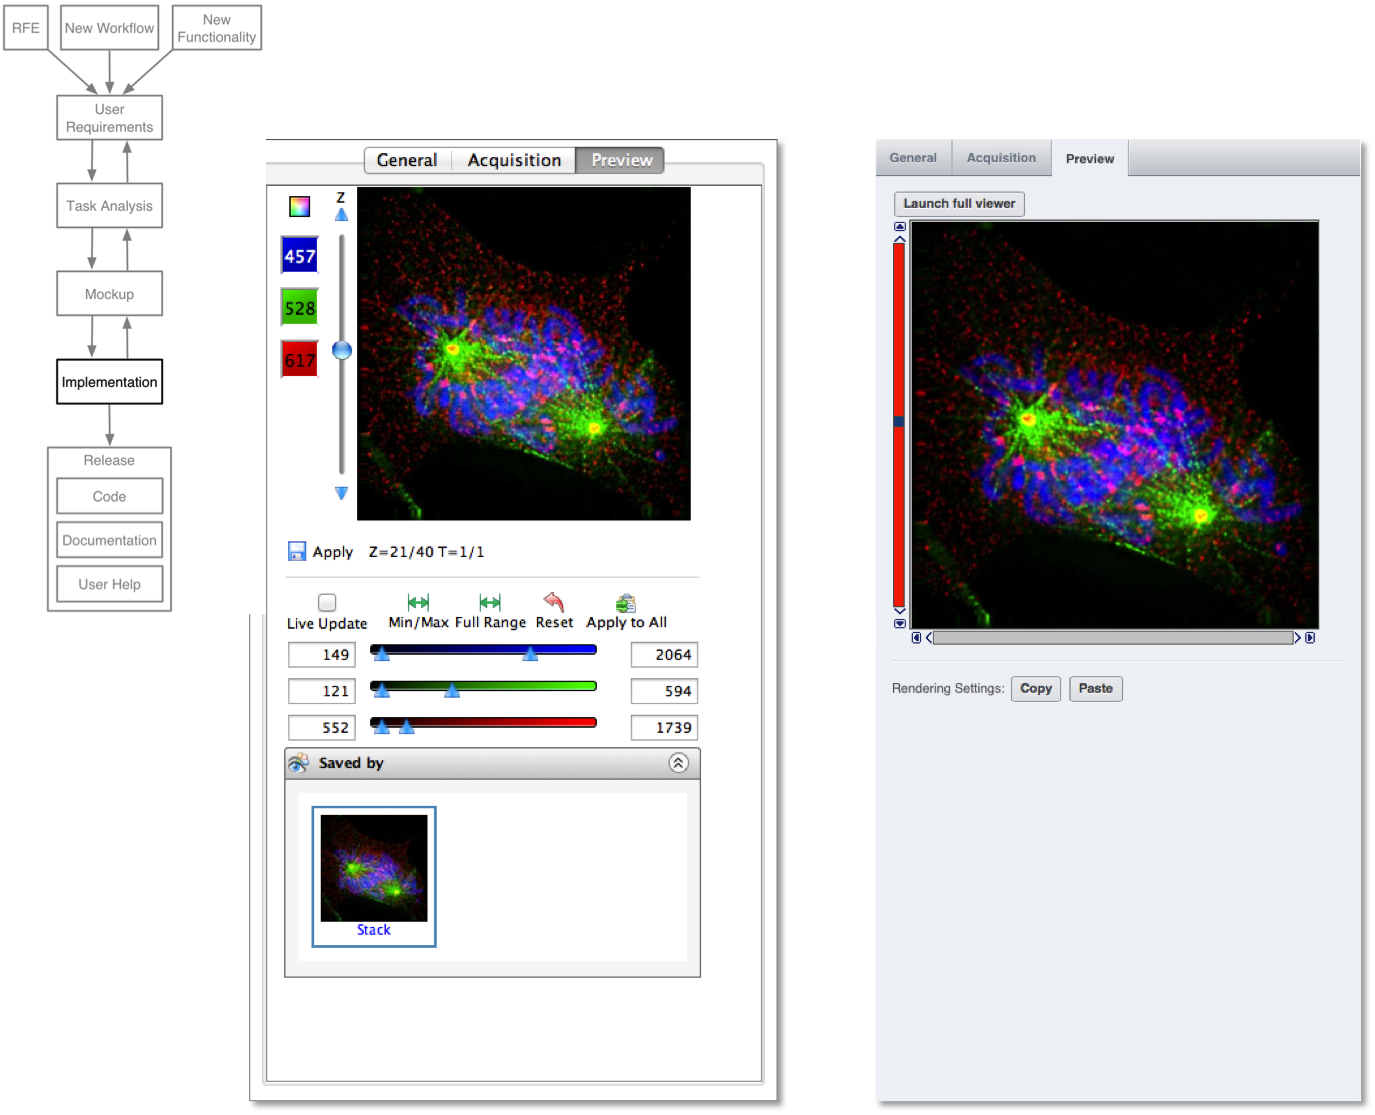 RFE
New Workflow
New
Functionality
User
Requirements
Task Analysis
Mockup
Implementation
Release
Code
Documentation
User Help
General
Acquisition
Preview
Z
457
528
617
Apply
Z=21/40 T=1/1
Live Update
Min/Max
Full Range
Reset
Apply to All
149
2064
121
594
552
1739
Saved by
Stack
General
Acquisition
Preview
Launch full viewer
Rendering Settings:
Copy
Paste